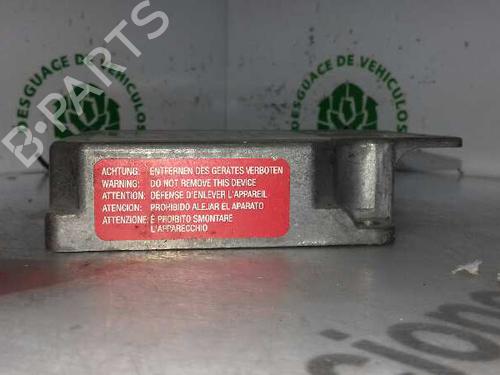 DESGUACE DE VEHICULOS
DESGUACE DE VEHICULOS
B-PARTS
ACHTUNG: ENTFERNEN DES GERATES VERBOTEN
WARNING: DO NOT REMOVE THIS DEVICE
ATTENTION: DÉFENSE D'ENLEVER L'APPAREIL
ATENCION: PROHIBIDO ALEJAR EL APARATO
ATTENZIONE: É PROIBITO SMONTARE
L'APPARECCHIO